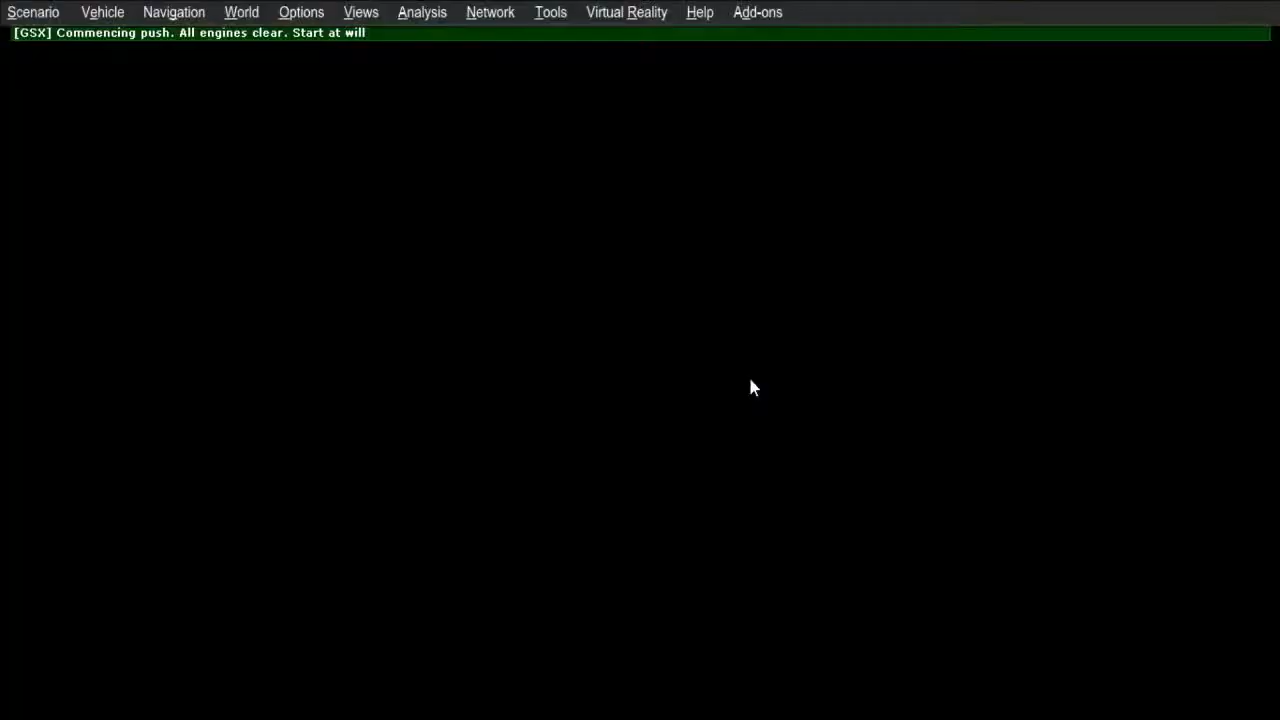 Scenario Vehicle Navigation World Options Views Analysis Network Tools Virtual Reality Help Add-ons
[GSX] Commencing push. All engines clear. Start at will